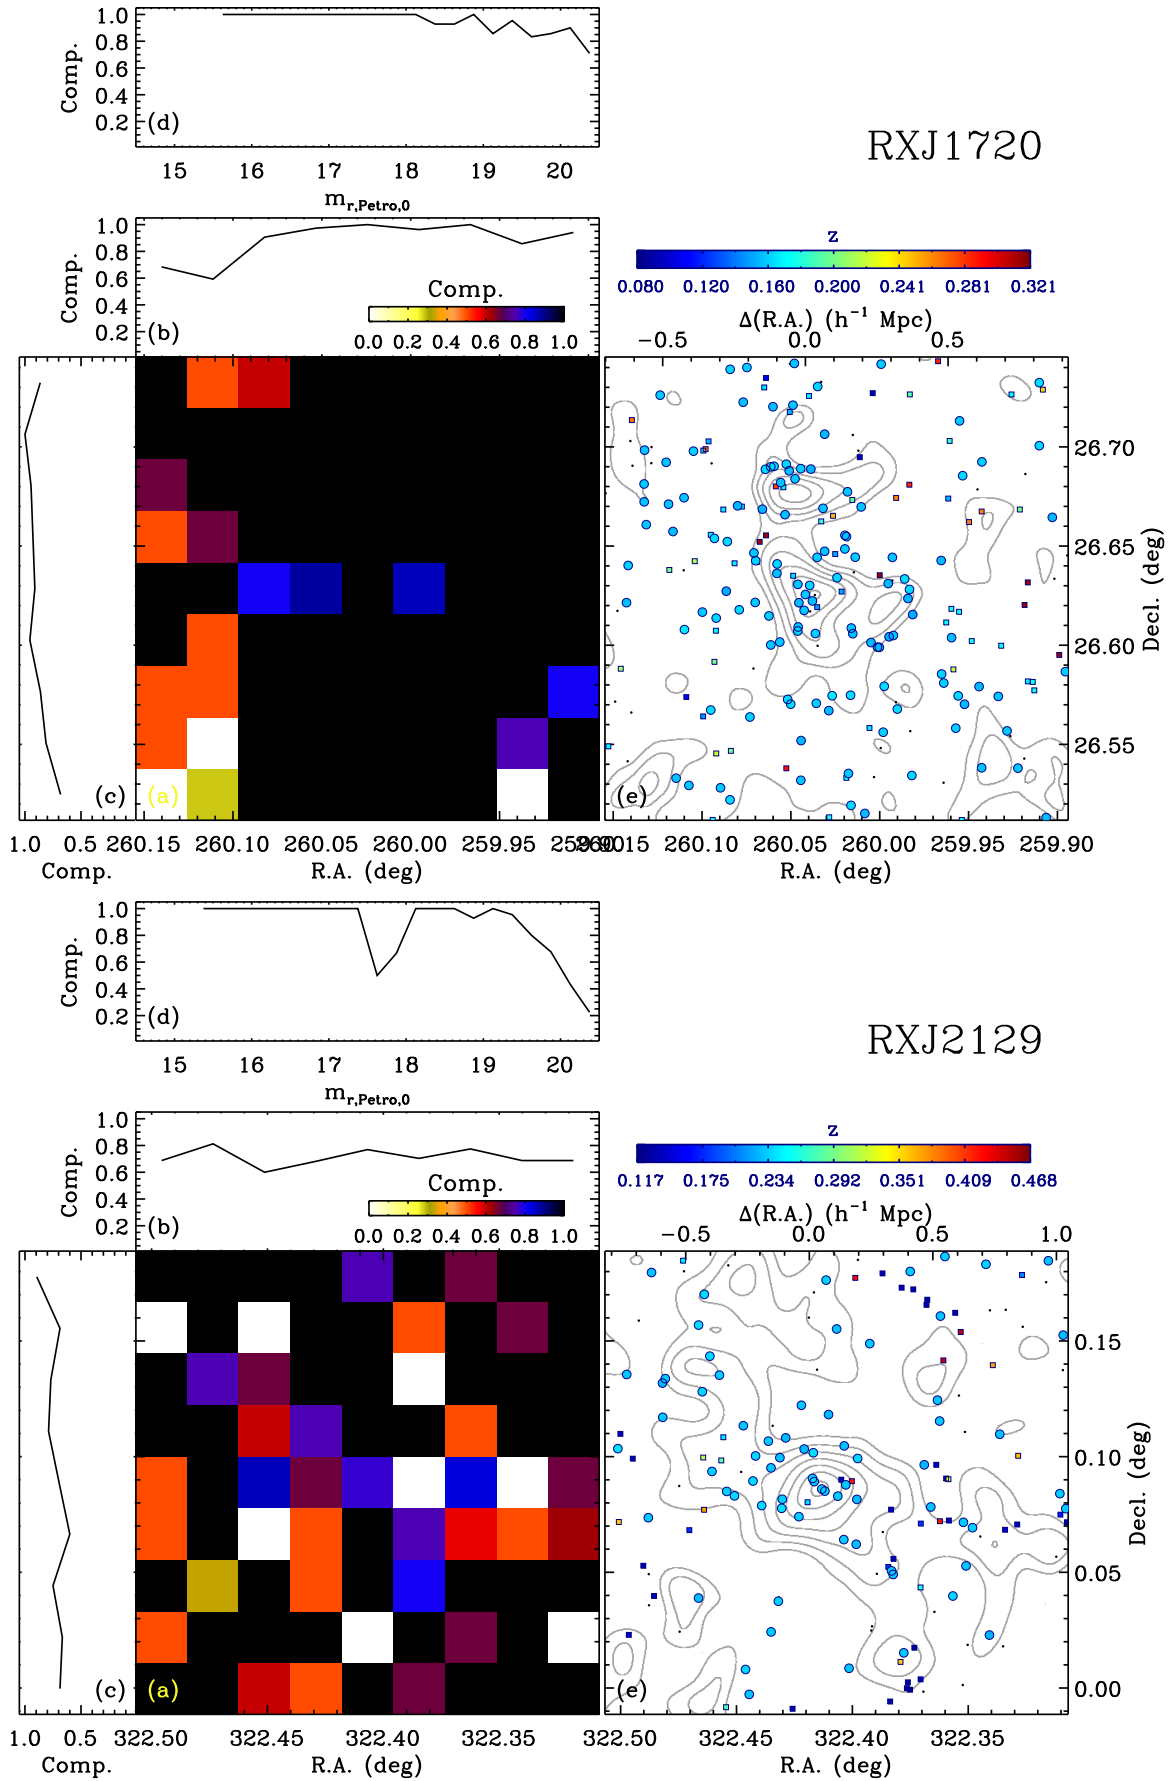 1.0
0.8
0.6
0.4
0.2
Comp.
(d)
15 16 17 18 19 20
m r,Petro,0
RXJ1720
1.0
0.8
0.6
0.4
0.2
Comp.
(b)
Comp.
0.0 0.2 0.4 0.6 0.8 1.0
z
0.080 0.120 0.160 0.200 0.241 0.281 0.321
Δ(R.A.) (h⁻¹ Mpc)
−0.5 0.0 0.5
26.70
26.65
26.60
26.55
Decl. (deg)
(c) (a) (e)
1.0 0.5
Comp.
260.15 260.10 260.05 260.00 259.95 259.90
R.A. (deg)
260.15 260.10 260.05 260.00 259.95 259.90
R.A. (deg)
1.0
0.8
0.6
0.4
0.2
Comp.
(d)
15 16 17 18 19 20
m r,Petro,0
RXJ2129
1.0
0.8
0.6
0.4
0.2
Comp.
(b)
Comp.
0.0 0.2 0.4 0.6 0.8 1.0
z
0.117 0.175 0.234 0.292 0.351 0.409 0.468
Δ(R.A.) (h⁻¹ Mpc)
−0.5 0.0 0.5 1.0
0.15
0.10
0.05
0.00
Decl. (deg)
(c) (a) (e)
1.0 0.5
Comp.
322.50 322.45 322.40 322.35
R.A. (deg)
322.50 322.45 322.40 322.35
R.A. (deg)